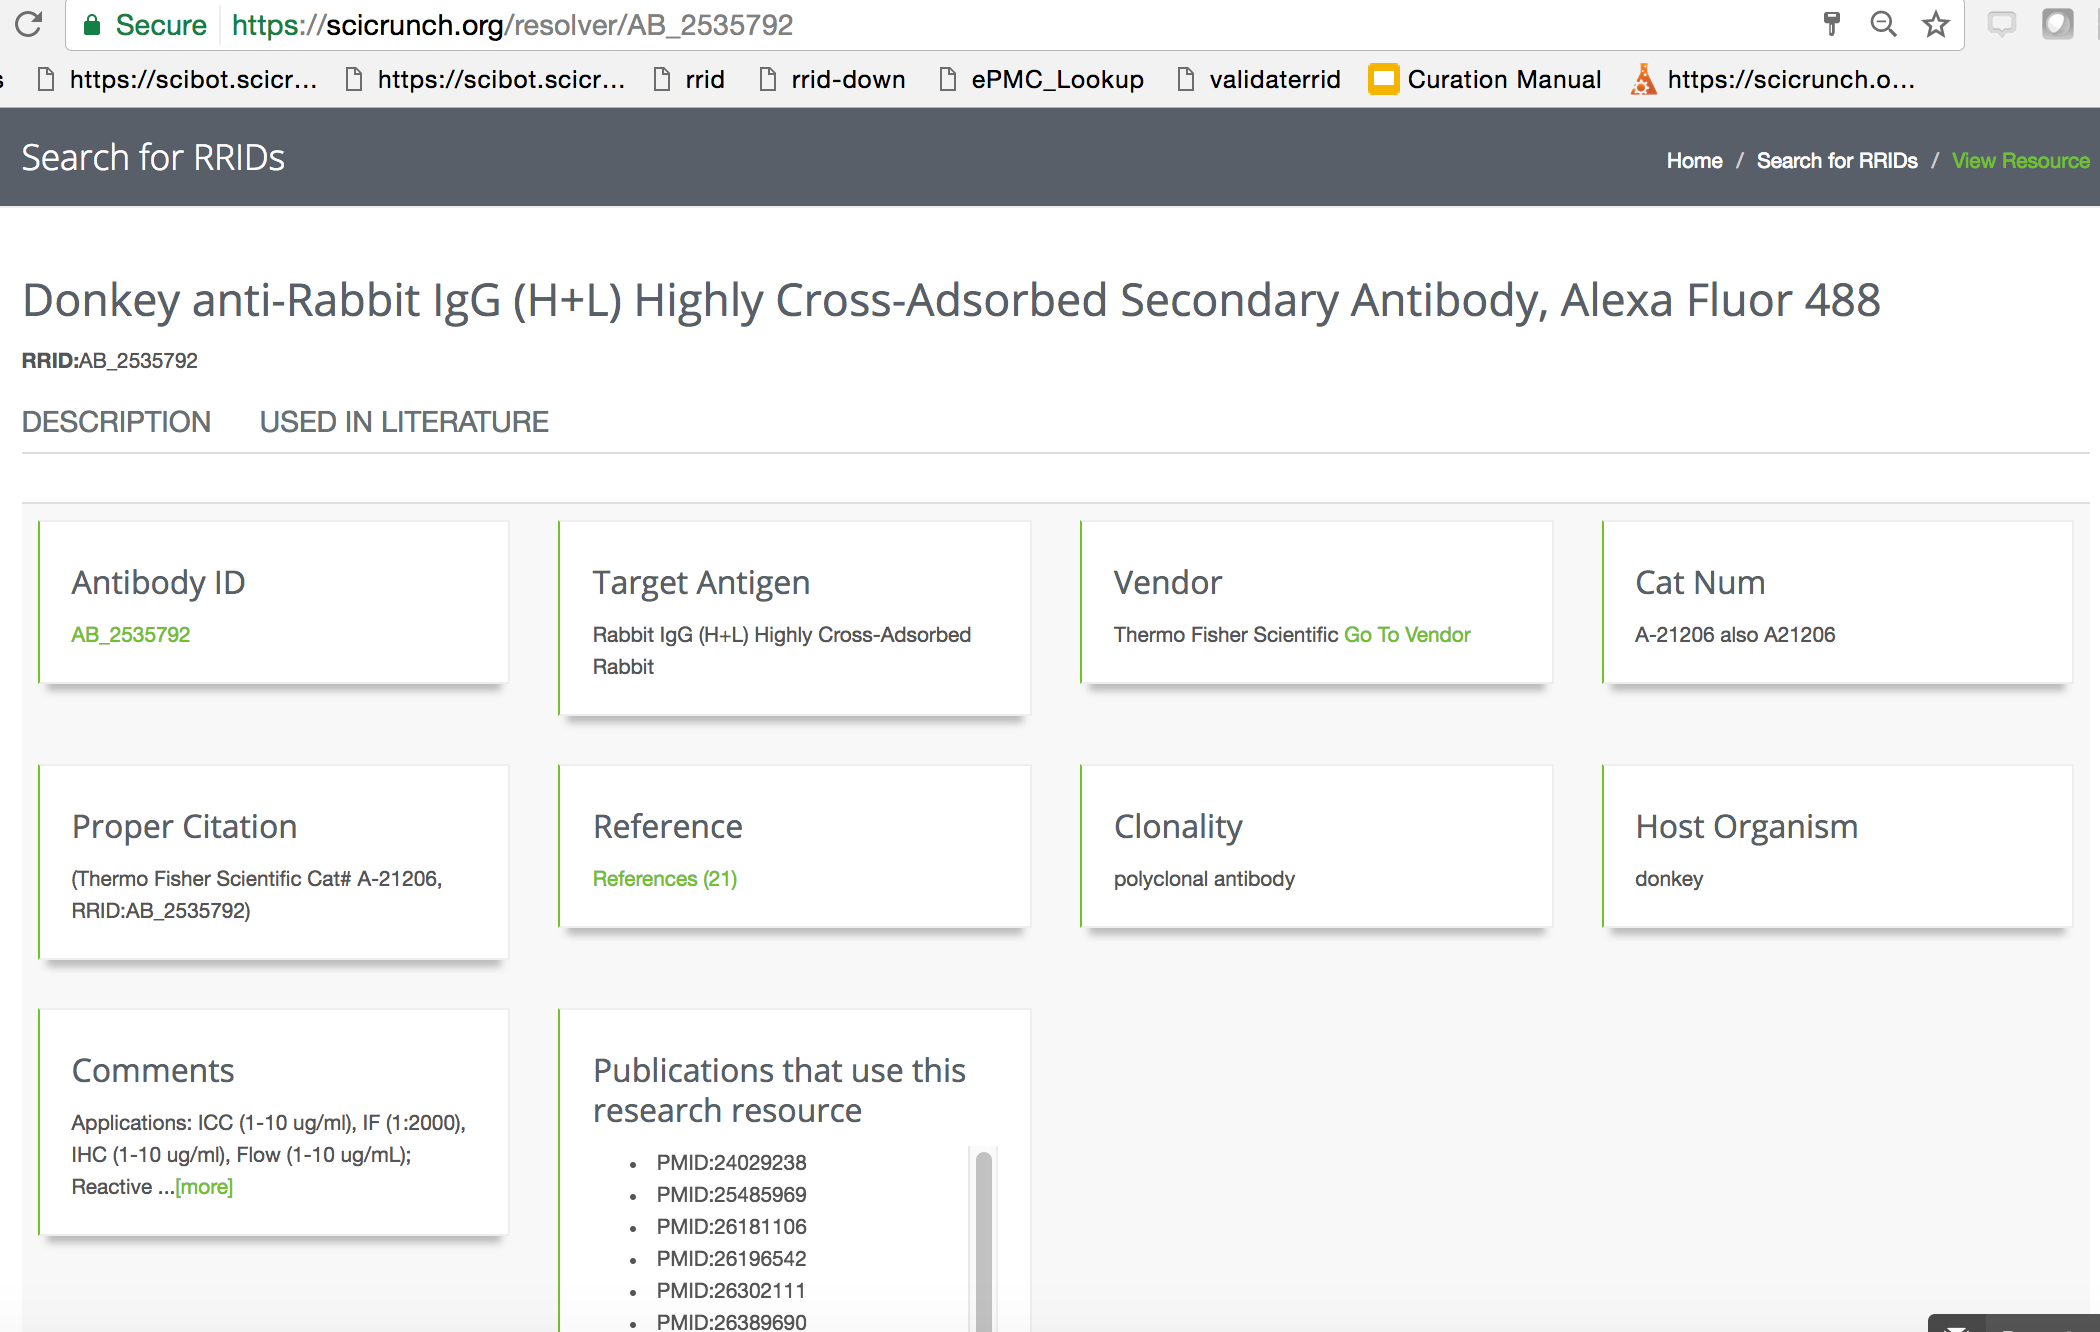 Secure https://scicrunch.org/resolver/AB_2535792
s https://scibot.scicr... https://scibot.scicr... rrid rrid-down ePMC_Lookup validaterrid Curation Manual https://scicrunch.o...
Search for RRIDs
Home / Search for RRIDs / View Resource
Donkey anti-Rabbit IgG (H+L) Highly Cross-Adsorbed Secondary Antibody, Alexa Fluor 488
RRID:AB_2535792
DESCRIPTION USED IN LITERATURE
Antibody ID
AB_2535792
Target Antigen
Rabbit IgG (H+L) Highly Cross-Adsorbed
Rabbit
Vendor
Thermo Fisher Scientific Go To Vendor
Cat Num
A-21206 also A21206
Proper Citation
(Thermo Fisher Scientific Cat# A-21206,
RRID:AB_2535792)
Reference
References (21)
Clonality
polyclonal antibody
Host Organism
donkey
Comments
Applications: ICC (1-10 ug/ml), IF (1:2000),
IHC (1-10 ug/ml), Flow (1-10 ug/mL);
Reactive ...[more]
Publications that use this
research resource
• PMID:24029238
• PMID:25485969
• PMID:26181106
• PMID:26196542
• PMID:26302111
• PMID:26389690